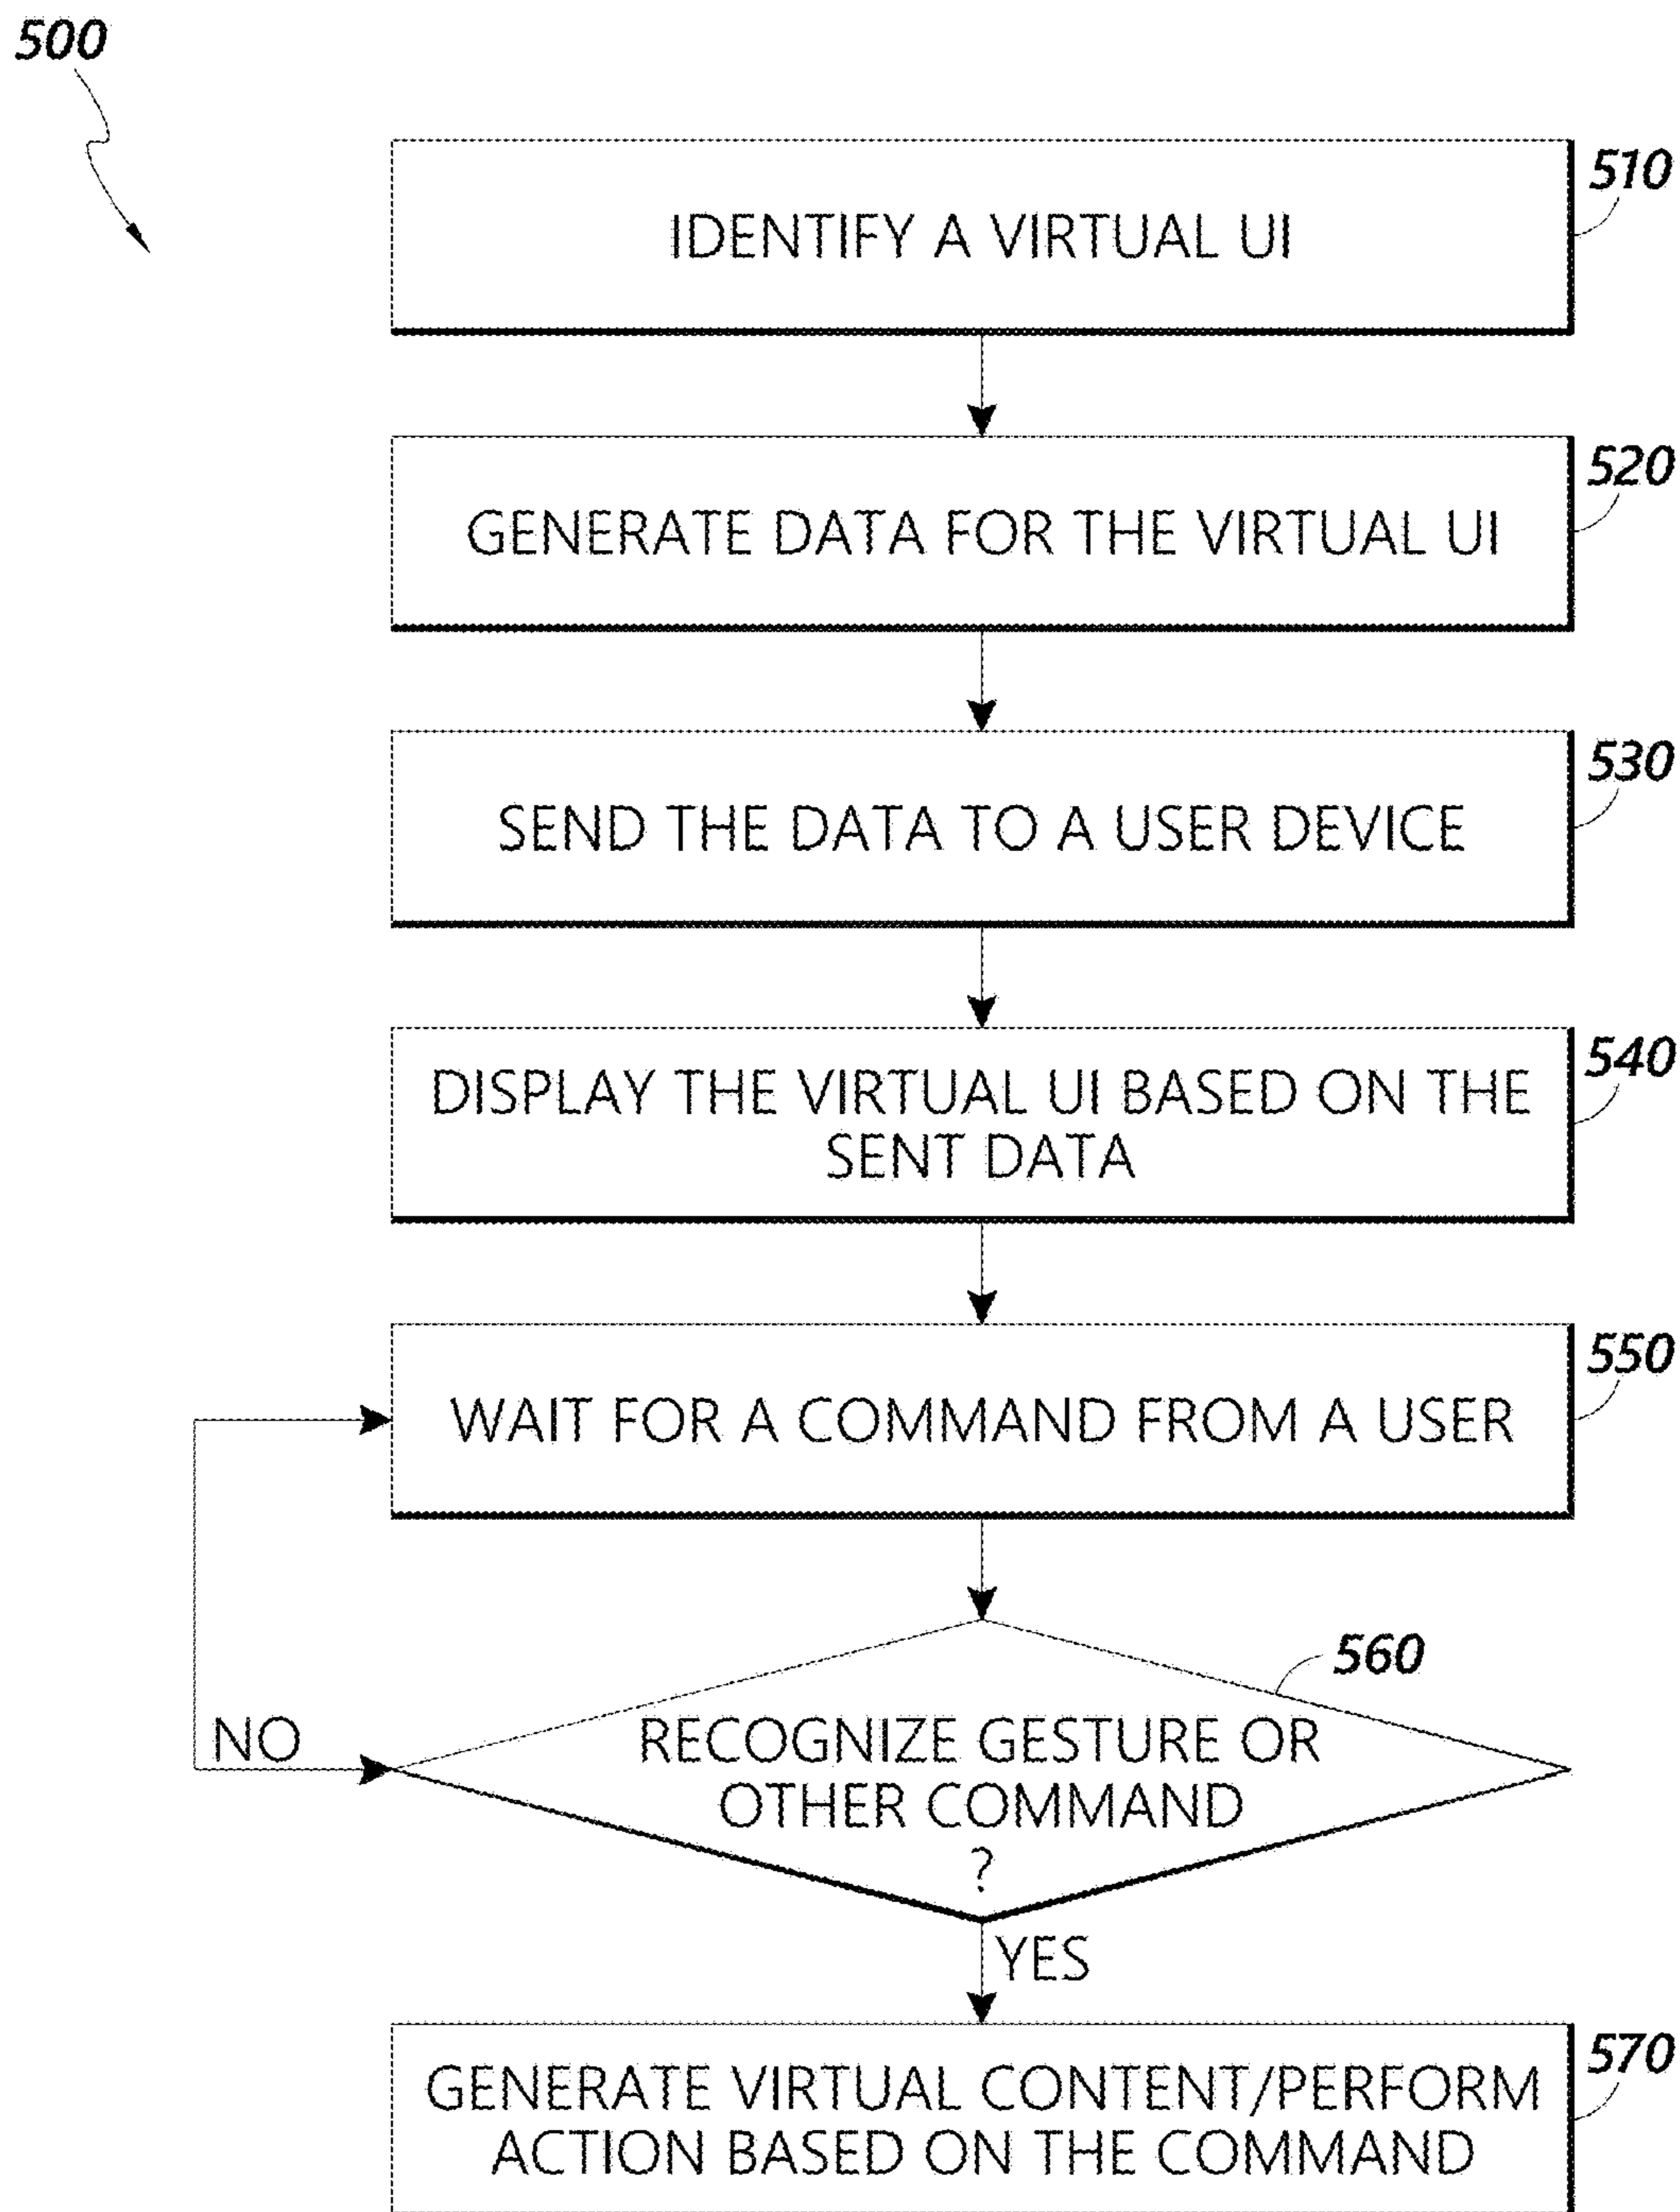 500
510
IDENTIFY A VIRTUAL UI
520
GENERATE DATA FOR THE VIRTUAL UI
530
SEND THE DATA TO A USER DEVICE
540
DISPLAY THE VIRTUAL UI BASED ON THE
SENT DATA
550
WAIT FOR A COMMAND FROM A USER
560
NO
RECOGNIZE GESTURE OR
OTHER COMMAND
?
YES
570
GENERATE VIRTUAL CONTENT/PERFORM
ACTION BASED ON THE COMMAND